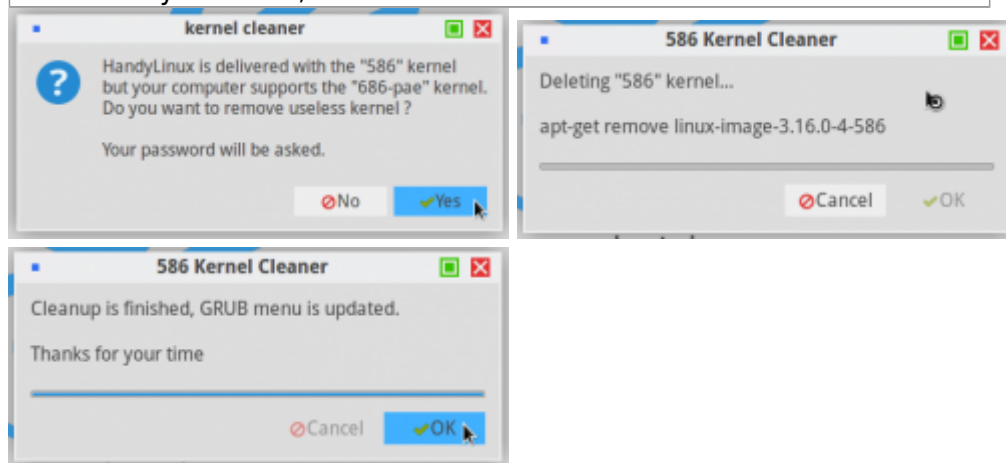 kernel cleaner
HandyLinux is delivered with the "586" kernel
but your computer supports the "686-pae" kernel.
Do you want to remove useless kernel ?
Your password will be asked.
No
Yes
586 Kernel Cleaner
Deleting "586" kernel...
apt-get remove linux-image-3.16.0-4-586
Cancel
OK
586 Kernel Cleaner
Cleanup is finished, GRUB menu is updated.
Thanks for your time
Cancel
OK